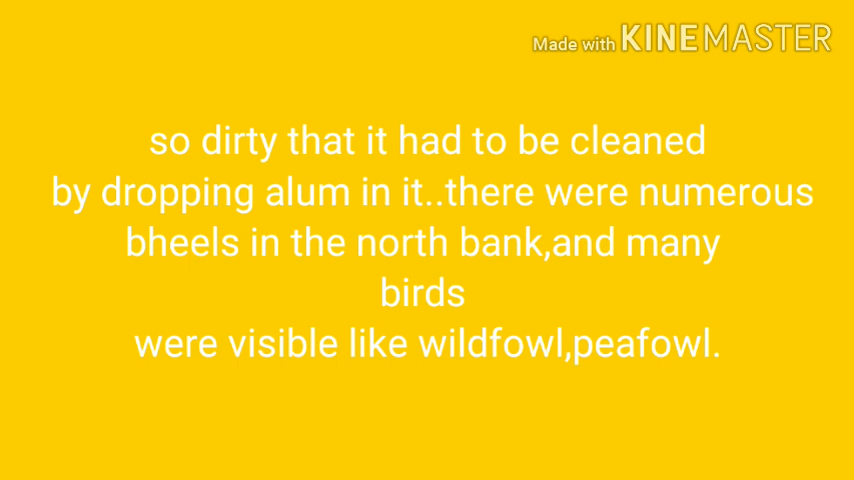 Made with KINEMASTER
so dirty that it had to be cleaned
by dropping alum in it..there were numerous
bheels in the north bank,and many
birds
were visible like wildfowl,peafowl.